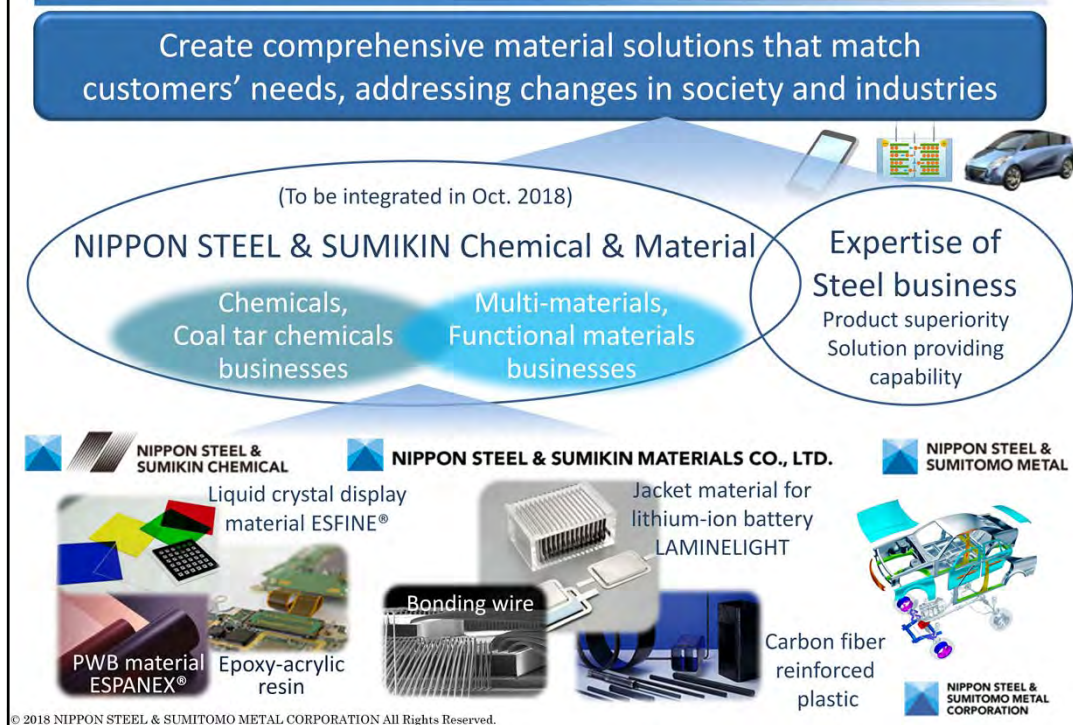 Create comprehensive material solutions that match
customers' needs, addressing changes in society and industries
(To be integrated in Oct. 2018)
NIPPON STEEL & SUMIKIN Chemical & Material
Chemicals,
Coal tar chemicals
businesses
Multi-materials,
Functional materials
businesses
Expertise of
Steel business
Product superiority
Solution providing
capability
NIPPON STEEL &
SUMIKIN CHEMICAL
NIPPON STEEL & SUMIKIN MATERIALS CO., LTD.
NIPPON STEEL &
SUMITOMO METAL
Liquid crystal display
material ESFINE®
PWB material
ESPANEX®
Epoxy-acrylic
resin
Jacket material for
lithium-ion battery
LAMINELIGHT
Bonding wire
Carbon fiber
reinforced
plastic
NIPPON STEEL &
SUMITOMO METAL
CORPORATION
© 2018 NIPPON STEEL & SUMITOMO METAL CORPORATION All Rights Reserved.